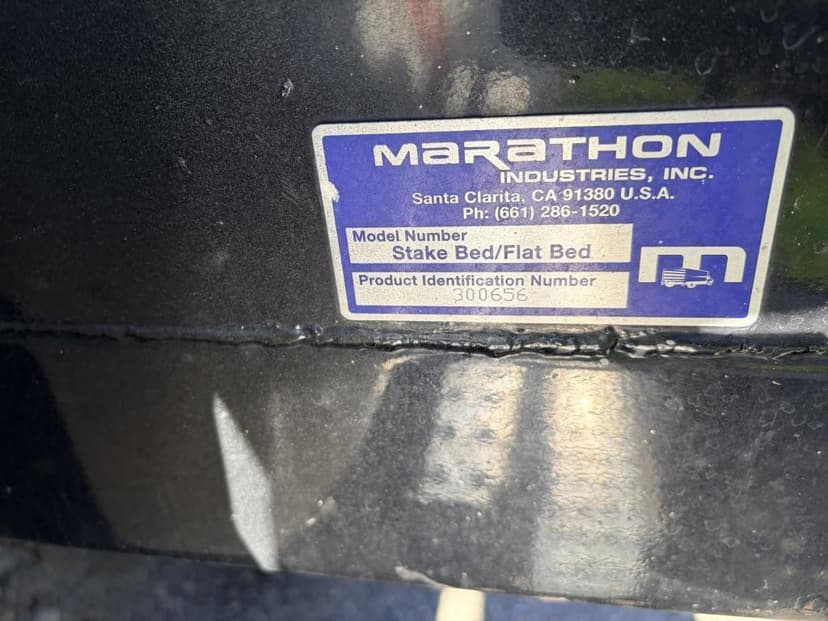 MARATHON
INDUSTRIES, INC.
Santa Clarita, CA 91380 U.S.A.
Ph: (661) 286-1520
Model Number
Stake Bed/Flat Bed
m
Product Identification Number
300656